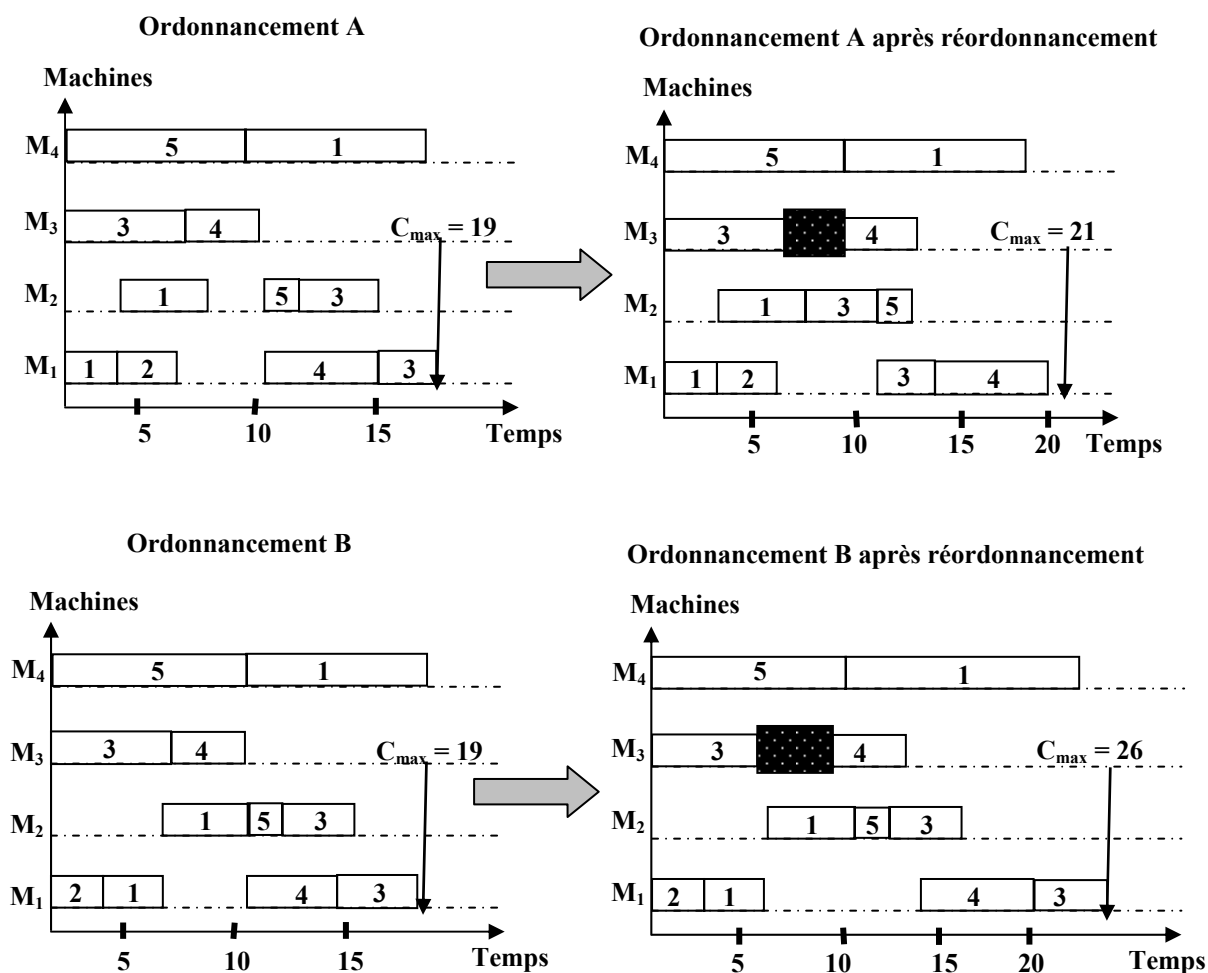 Ordonnancement A
Machines
M4 5 1
M3 3 4 Cmax = 19
M2 1 5 3
M1 1 2 4 3
5 10 15 Temps
Ordonnancement A après réordonnancement
Machines
M4 5 1
M3 3 4 Cmax = 21
M2 1 3 5
M1 1 2 3 4
5 10 15 20 Temps
Ordonnancement B
Machines
M4 5 1
M3 3 4 Cmax = 19
M2 1 5 3
M1 2 1 4 3
5 10 15 Temps
Ordonnancement B après réordonnancement
Machines
M4 5 1
M3 3 4 Cmax = 26
M2 1 5 3
M1 2 1 4 3
5 10 15 20 Temps